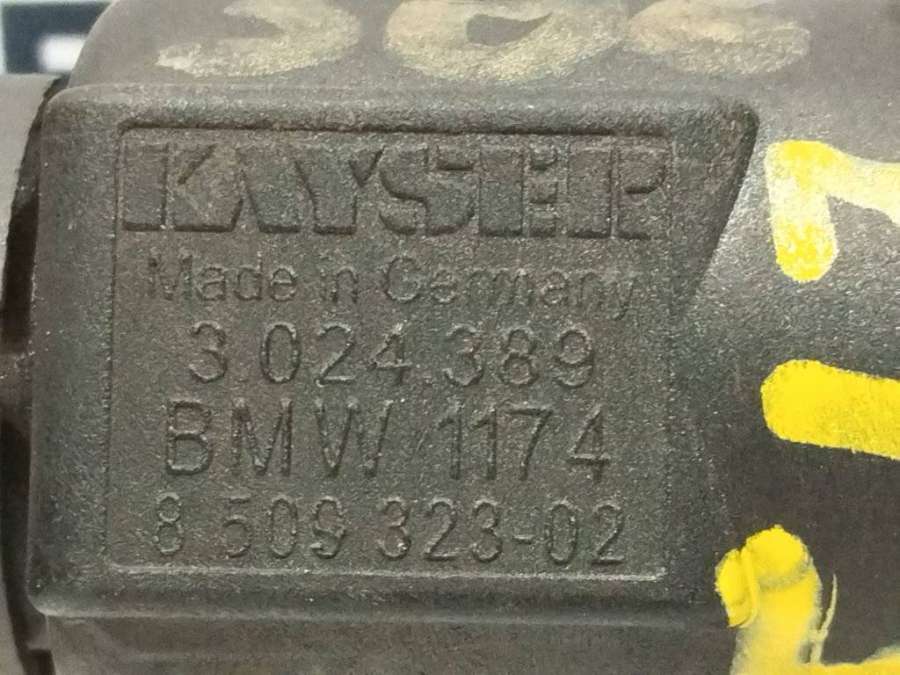 KAYSER
Made in Germany
3.024.389
BMW 1174
8 509 323-02